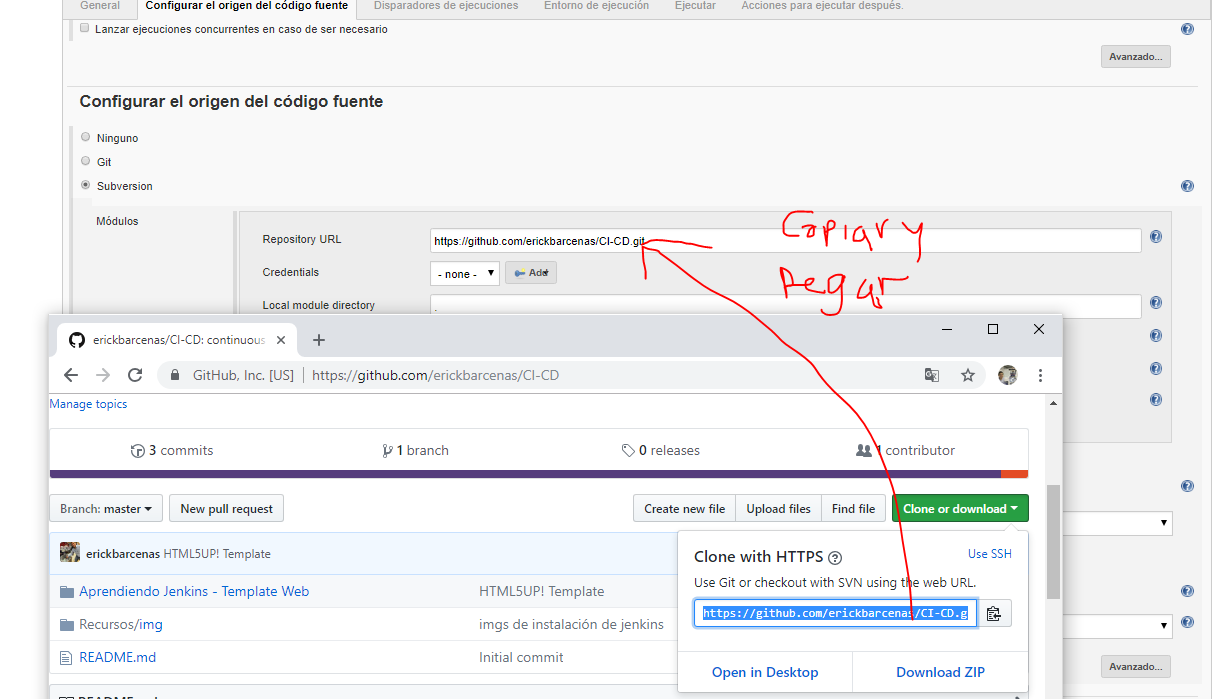 General Configurar el origen del código fuente Disparadores de ejecuciones Entorno de ejecución Ejecutar Acciones para ejecutar después.
Lanzar ejecuciones concurrentes en caso de ser necesario
Avanzado...
Configurar el origen del código fuente
Ninguno
Git
Subversion
Módulos
Repository URL https://github.com/erickbarcenas/CI-CD.git
Copiar y
Pegar
Credentials - none - Add
Local module directory .
erickbarcenas/CI-CD: continuous
GitHub, Inc. [US] https://github.com/erickbarcenas/CI-CD
Manage topics
3 commits 1 branch 0 releases 1 contributor
Branch: master New pull request Create new file Upload files Find file Clone or download
erickbarcenas HTML5UP! Template
Clone with HTTPS Use SSH
Use Git or checkout with SVN using the web URL.
https://github.com/erickbarcenas/CI-CD.g
Aprendiendo Jenkins - Template Web HTML5UP! Template
Recursos/img imgs de instalación de jenkins
README.md Initial commit
Open in Desktop Download ZIP
Avanzado...